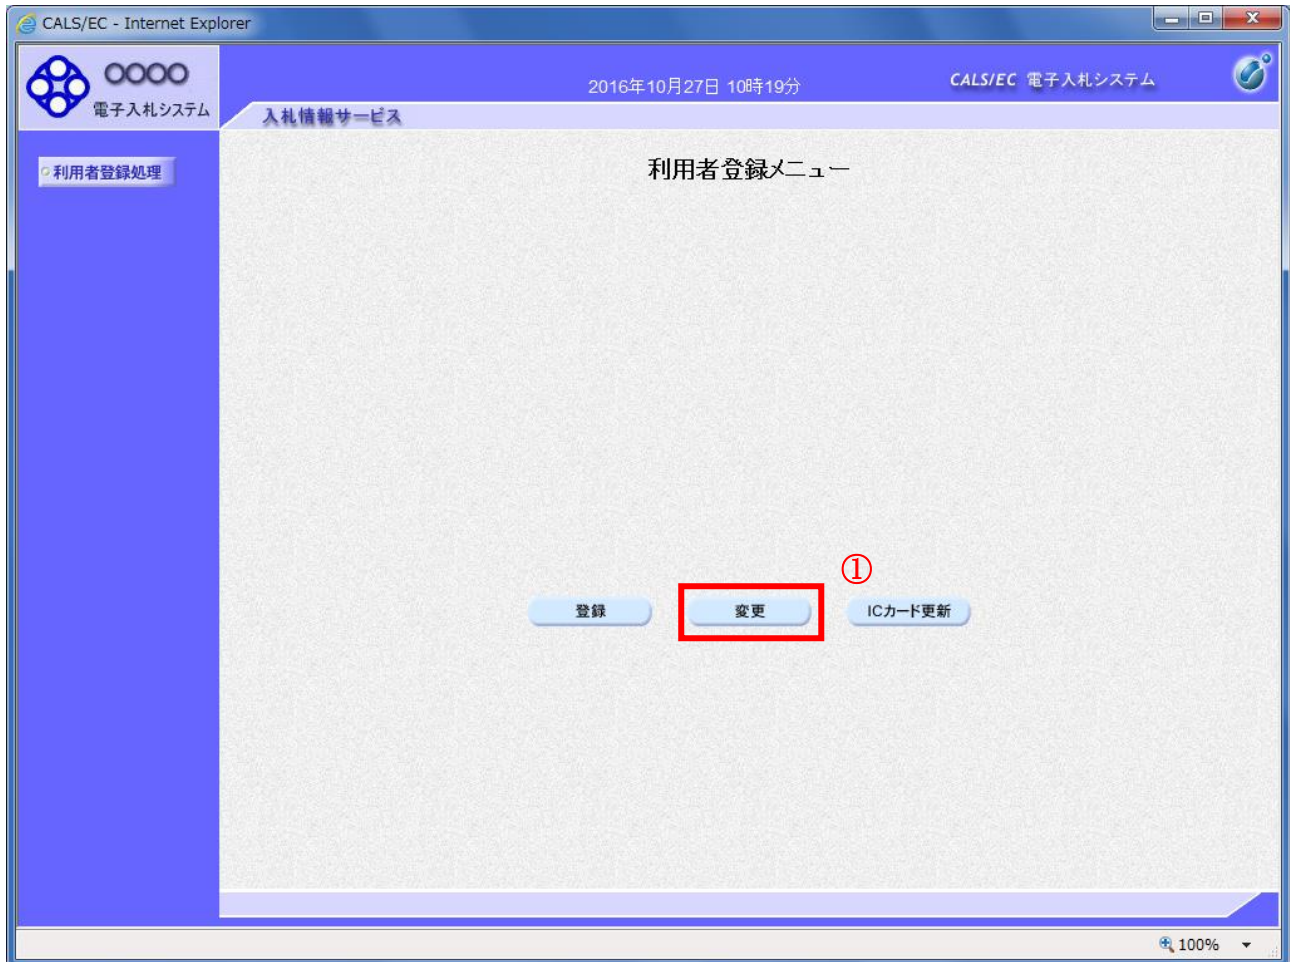 CALS/EC - Internet Explorer
〇〇〇〇
電子入札システム
2016年10月27日 10時19分
CALS/EC 電子入札システム
入札情報サービス
利用者登録処理
利用者登録メニュー
①
登録
変更
ICカード更新
100%